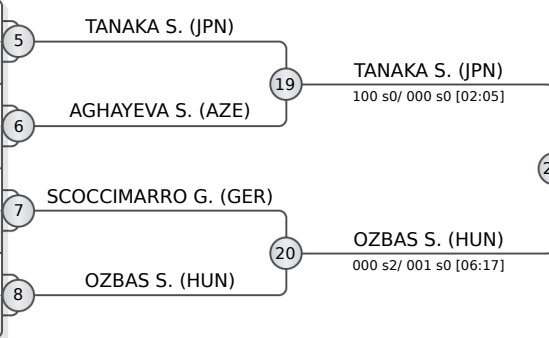 TANAKA S. (JPN)
5
19
TANAKA S. (JPN)
100 s0/ 000 s0 [02:05]
AGHAYEVA S. (AZE)
6
SCOCCIMARRO G. (GER)
7
20
OZBAS S. (HUN)
000 s2/ 001 s0 [06:17]
OZBAS S. (HUN)
8